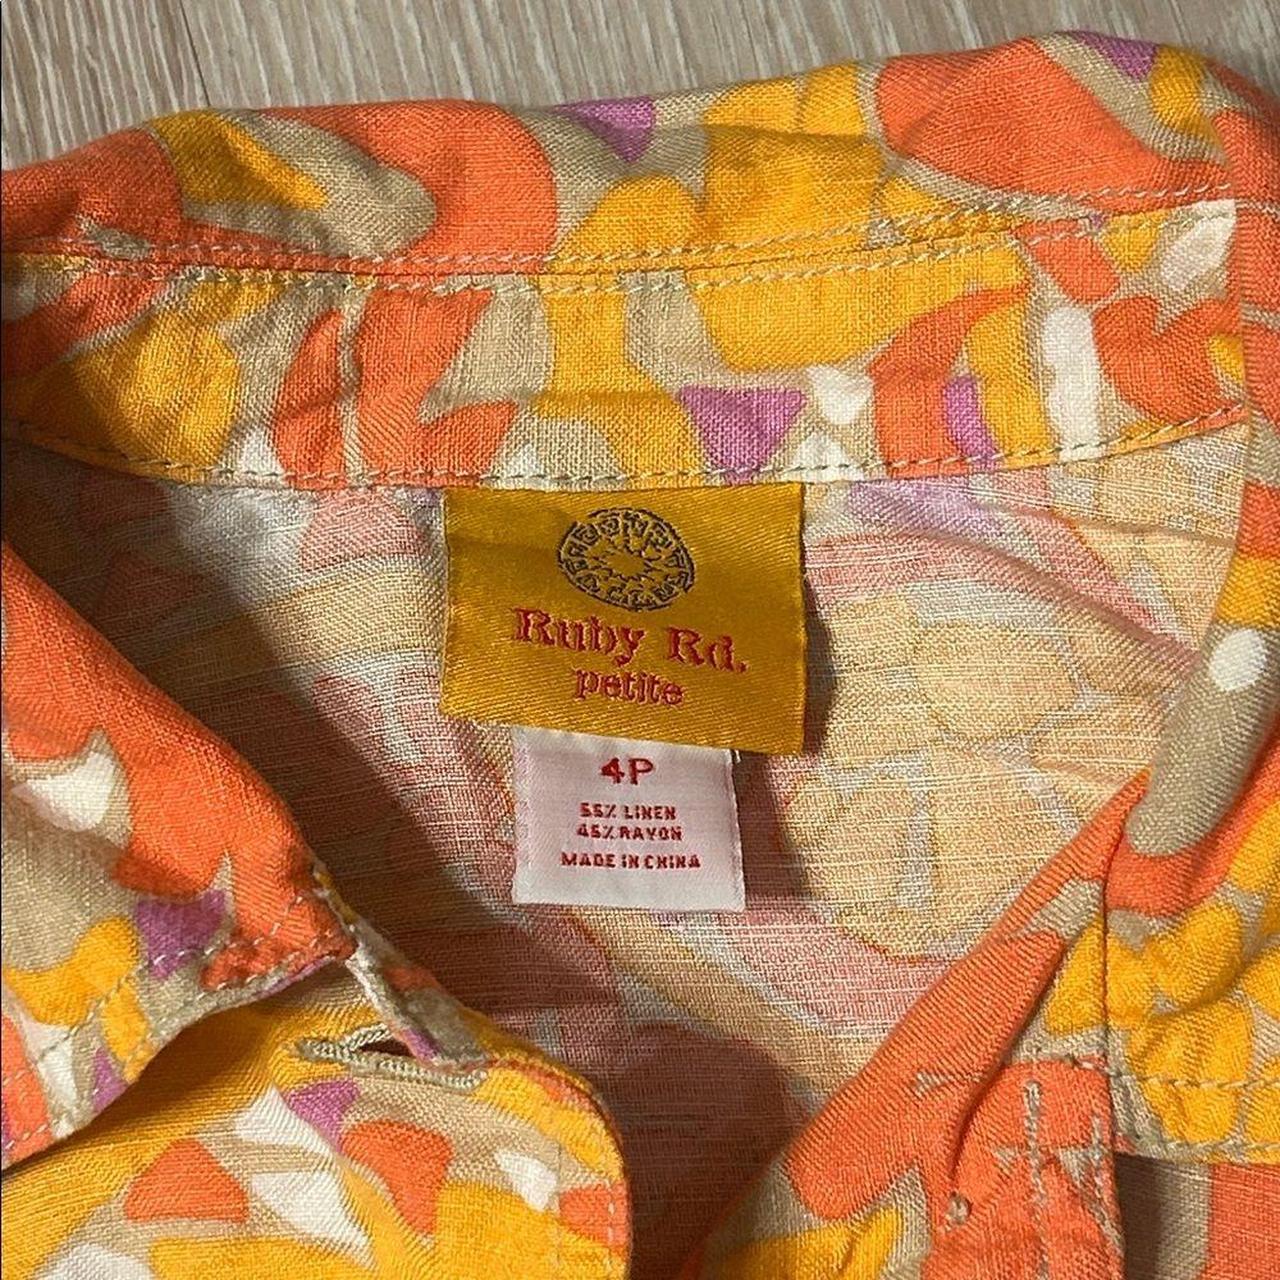 Ruby Rd.
petite
4P
55% LINEN
45% RAYON
MADE IN CHINA